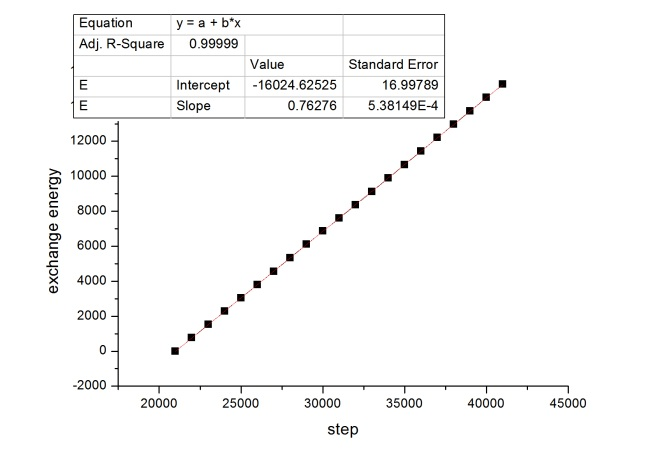 Equation y = a + b*x
Adj. R-Square 0.99999
Value Standard Error
E Intercept -16024.62525 16.99789
E Slope 0.76276 5.38149E-4
12000
10000
8000
6000
4000
2000
0
-2000
exchange energy
20000 25000 30000 35000 40000 45000
step